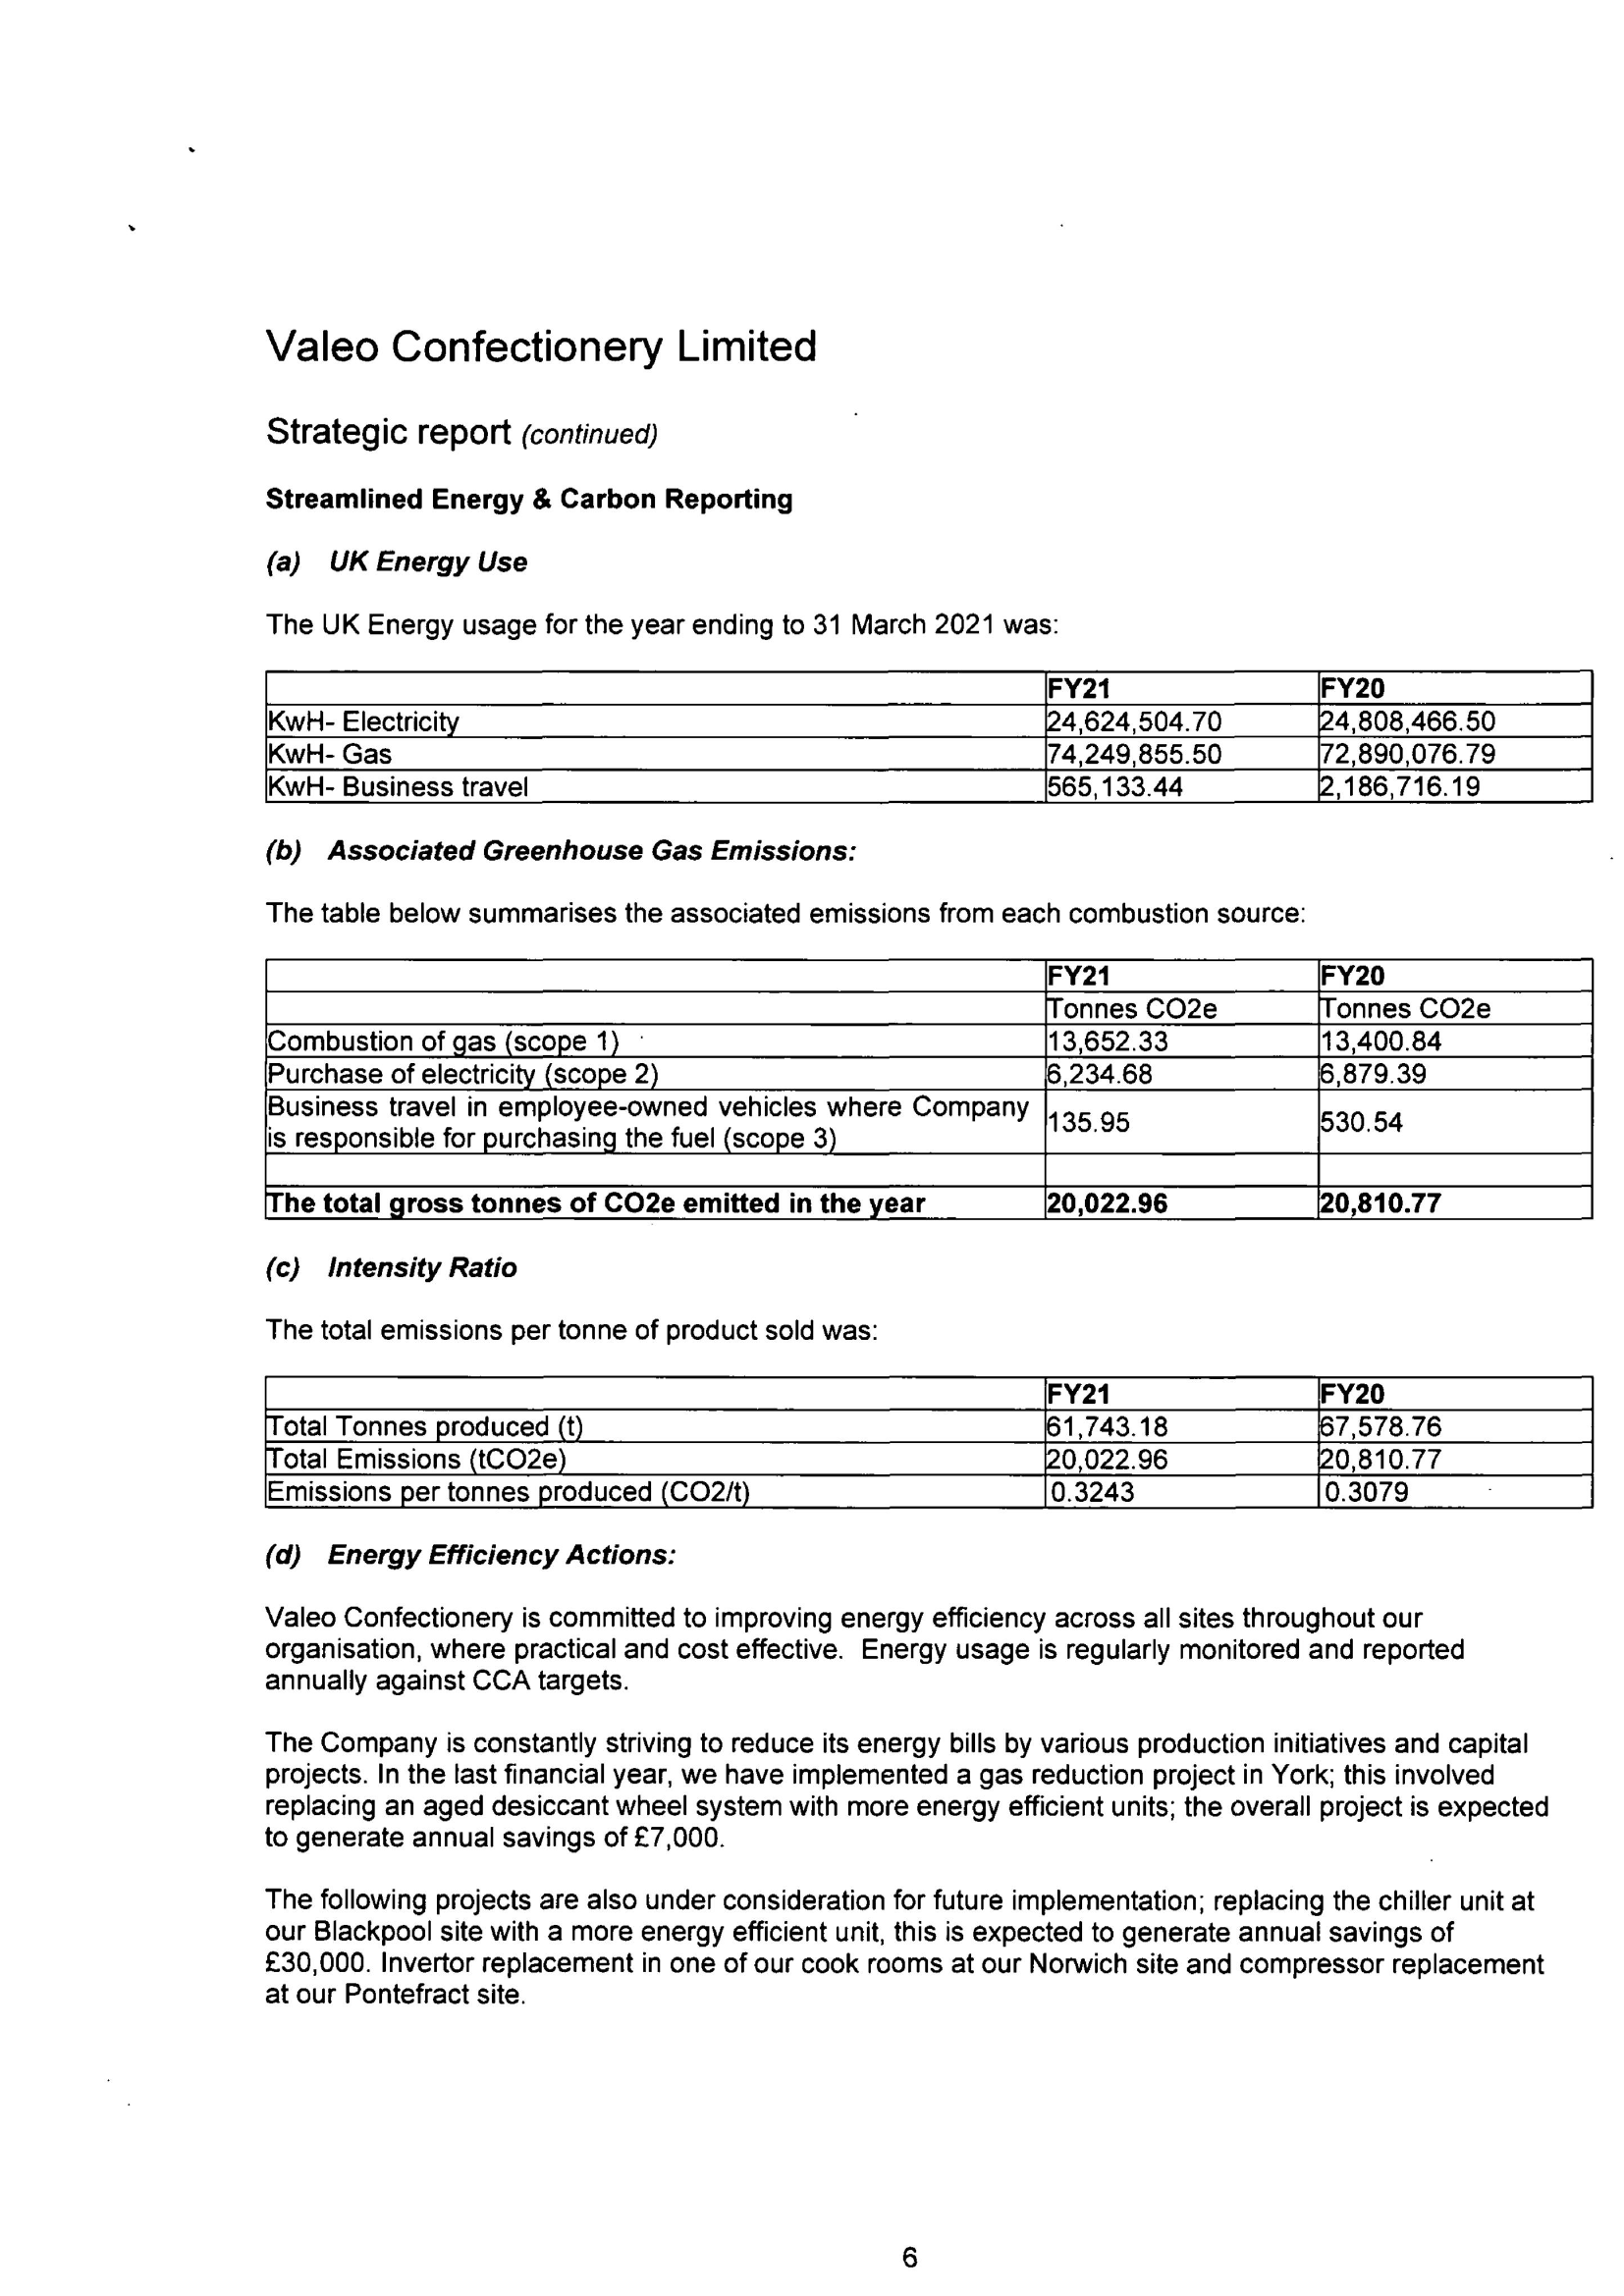 Valeo Confectionery Limited
Strategic report (continued)
Streamlined Energy & Carbon Reporting
(a) UK Energy Use
The UK Energy usage for the year ending to 31 March 2021 was:
FY21 FY20
KwH- Electricity 24,624,504.70 24,808,466.50
KwH- Gas 74,249,855.50 72,890,076.79
KwH- Business travel 565,133.44 2,186,716.19
(b) Associated Greenhouse Gas Emissions:
The table below summarises the associated emissions from each combustion source:
FY21 FY20
Tonnes CO2e Tonnes CO2e
Combustion of gas (scope 1) 13,652.33 13,400.84
Purchase of electricity (scope 2) 6,234.68 6,879.39
Business travel in employee-owned vehicles where Company
is responsible for purchasing the fuel (scope 3) 135.95 530.54
The total gross tonnes of CO2e emitted in the year 20,022.96 20,810.77
(c) Intensity Ratio
The total emissions per tonne of product sold was:
FY21 FY20
Total Tonnes produced (t) 61,743.18 67,578.76
Total Emissions (tCO2e) 20,022.96 20,810.77
Emissions per tonnes produced (CO2/t) 0.3243 0.3079
(d) Energy Efficiency Actions:
Valeo Confectionery is committed to improving energy efficiency across all sites throughout our
organisation, where practical and cost effective. Energy usage is regularly monitored and reported
annually against CCA targets.
The Company is constantly striving to reduce its energy bills by various production initiatives and capital
projects. In the last financial year, we have implemented a gas reduction project in York; this involved
replacing an aged desiccant wheel system with more energy efficient units; the overall project is expected
to generate annual savings of £7,000.
The following projects are also under consideration for future implementation; replacing the chiller unit at
our Blackpool site with a more energy efficient unit, this is expected to generate annual savings of
£30,000. Invertor replacement in one of our cook rooms at our Norwich site and compressor replacement
at our Pontefract site.
6